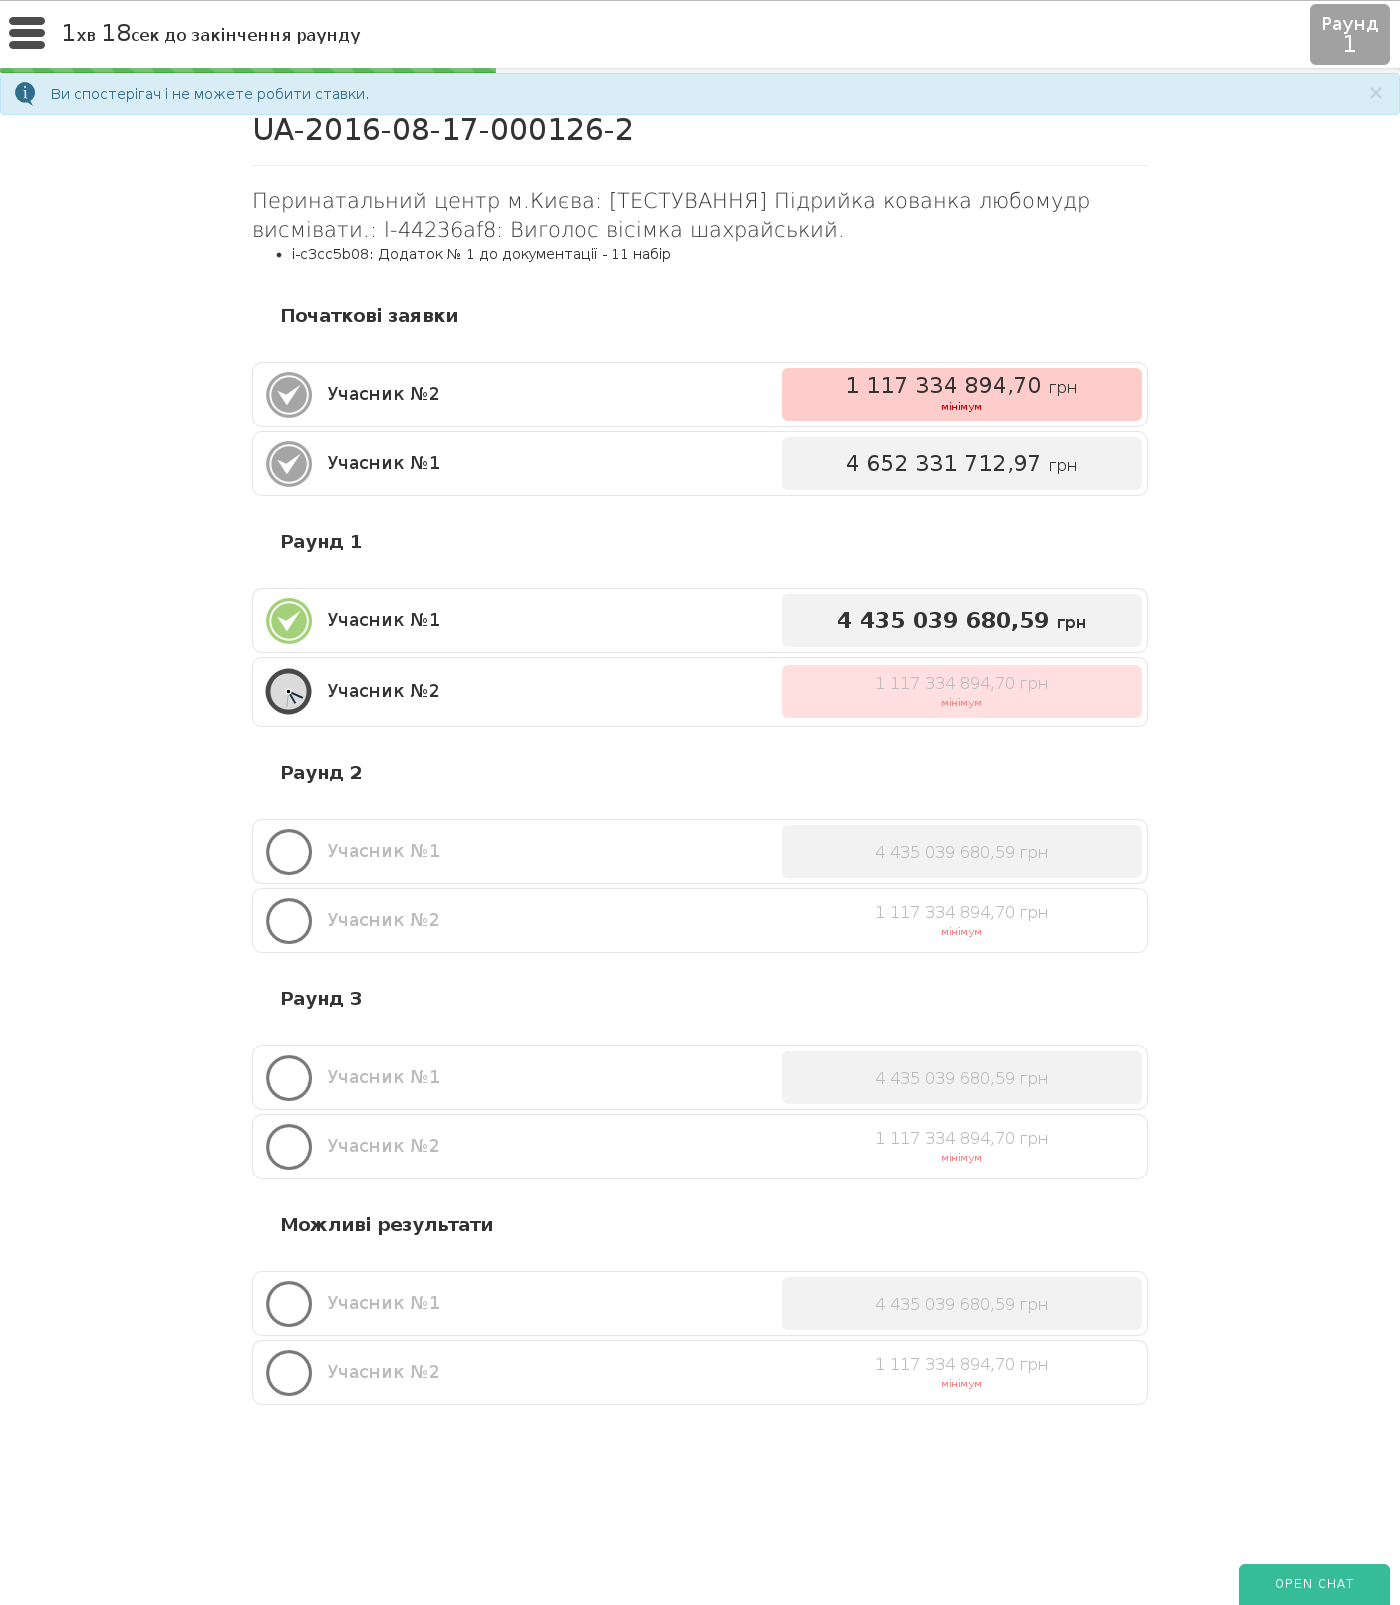 1хв 18сек до закінчення раунду
Раунд
1
Ви спостерігач і не можете робити ставки.
×
UA-2016-08-17-000126-2
Перинатальний центр м.Києва: [ТЕСТУВАННЯ] Підрийка кованка любомудр
висмівати.: l-44236af8: Виголос вісімка шахрайський.
• i-c3cc5b08: Додаток № 1 до документації - 11 набір
Початкові заявки
Учасник №2
1 117 334 894,70 грн
мінімум
Учасник №1
4 652 331 712,97 грн
Раунд 1
Учасник №1
4 435 039 680,59 грн
Учасник №2
1 117 334 894,70 грн
мінімум
Раунд 2
Учасник №1
4 435 039 680,59 грн
Учасник №2
1 117 334 894,70 грн
мінімум
Раунд 3
Учасник №1
4 435 039 680,59 грн
Учасник №2
1 117 334 894,70 грн
мінімум
Можливі результати
Учасник №1
4 435 039 680,59 грн
Учасник №2
1 117 334 894,70 грн
мінімум
OPEN CHAT